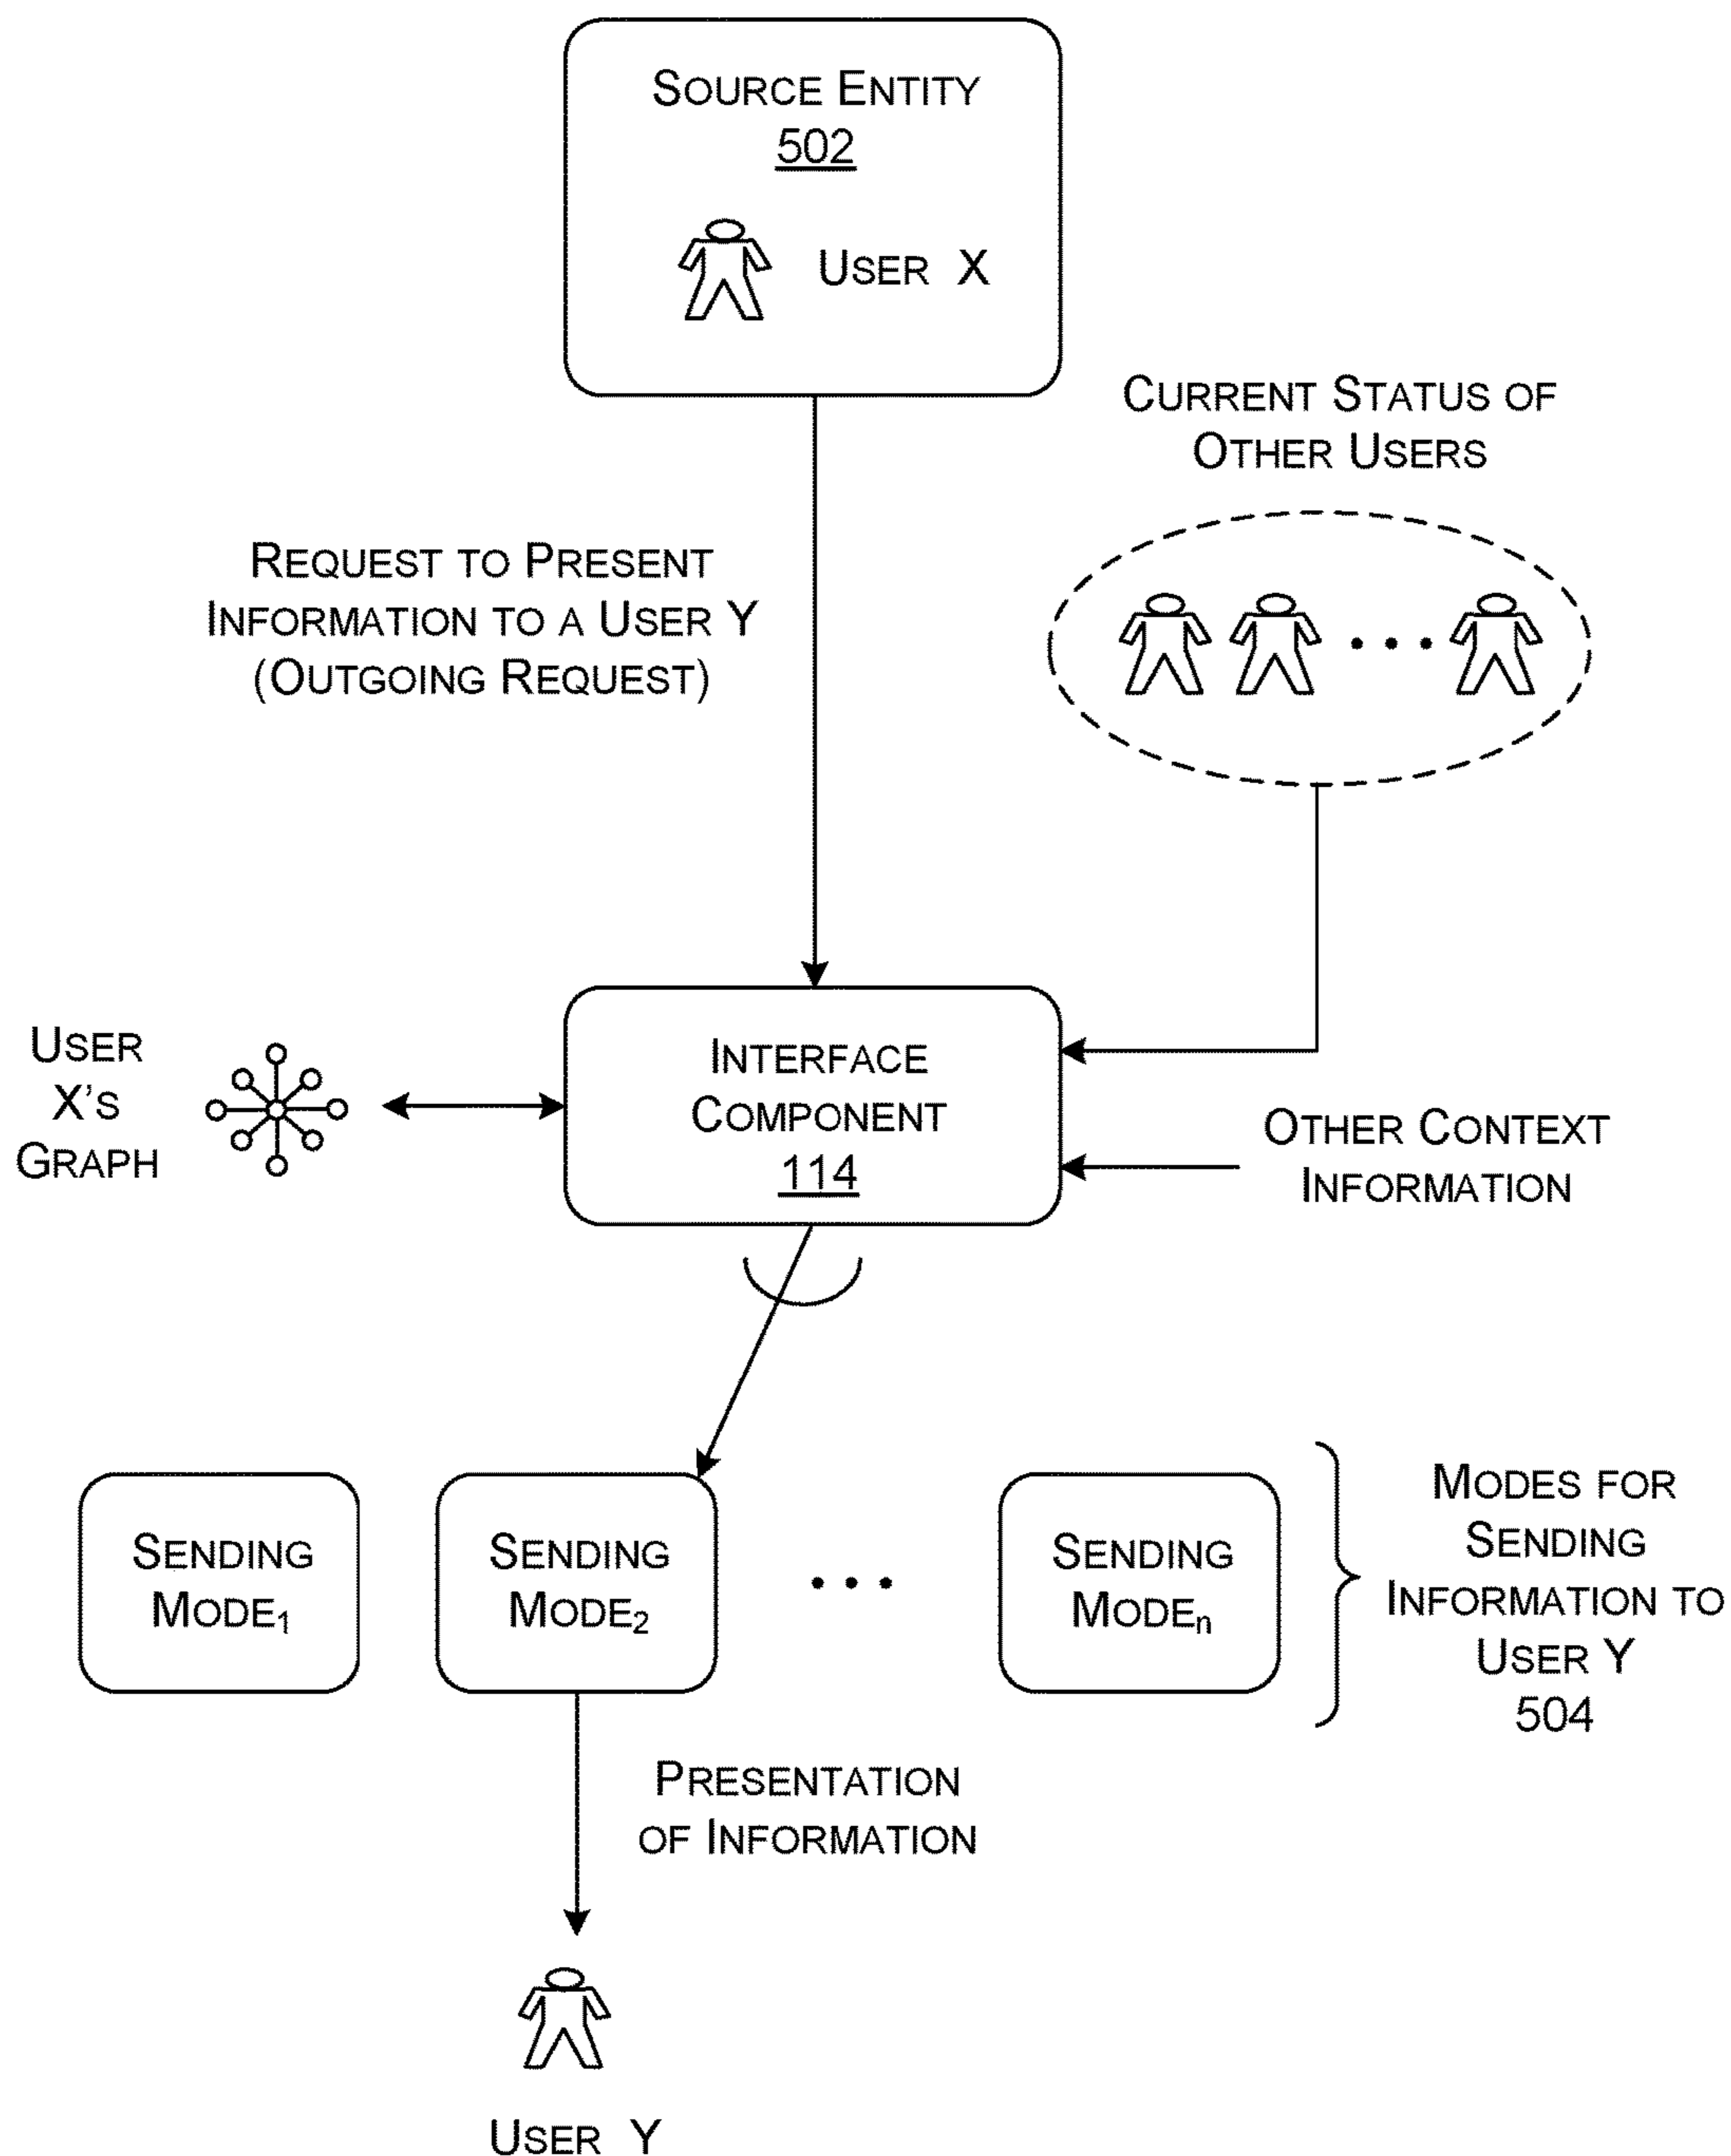 SOURCE ENTITY
502
USER X
CURRENT STATUS OF
OTHER USERS
REQUEST TO PRESENT
INFORMATION TO A USER Y
(OUTGOING REQUEST)
USER
X'S
GRAPH
INTERFACE
COMPONENT
114
OTHER CONTEXT
INFORMATION
SENDING
MODE1
SENDING
MODE2
SENDING
MODEn
MODES FOR
SENDING
INFORMATION TO
USER Y
504
PRESENTATION
OF INFORMATION
USER Y